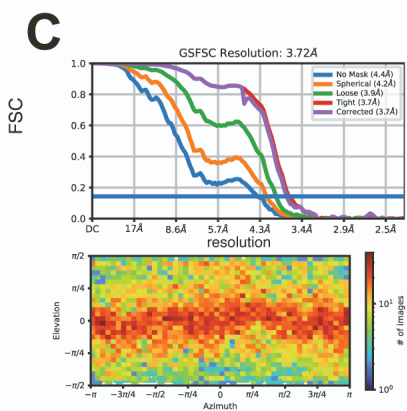 C
GSFSC Resolution: 3.72Å
FSC
1.0
0.8
0.6
0.4
0.2
0.0
No Mask (4.4Å)
Spherical (4.2Å)
Loose (3.9Å)
Tight (3.7Å)
Corrected (3.7Å)
DC 17Å 8.6Å 5.7Å 4.3Å 3.44Å 2.9Å 2.5Å
resolution
Elevation
π/2
π/4
0
−π/4
−π/2
−π −3π/4 −π/2 −π/4 0 π/4 π/2 3π/4 π
Azimuth
10¹
10⁰
# of images